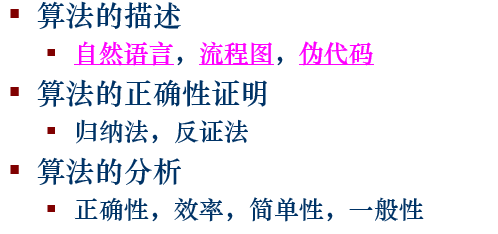 算法的描述
自然语言，流程图，伪代码
算法的正确性证明
归纳法，反证法
算法的分析
正确性，效率，简单性，一般性